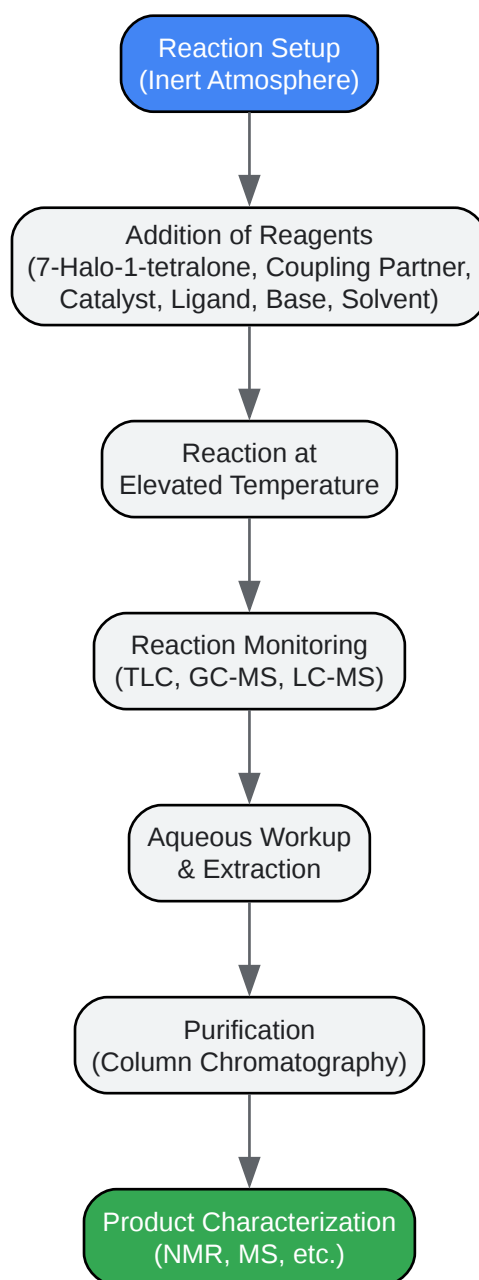 Reaction Setup
(Inert Atmosphere)
Addition of Reagents
(7-Halo-1-tetralone, Coupling Partner,
Catalyst, Ligand, Base, Solvent)
Reaction at
Elevated Temperature
Reaction Monitoring
(TLC, GC-MS, LC-MS)
Aqueous Workup
& Extraction
Purification
(Column Chromatography)
Product Characterization
(NMR, MS, etc.)